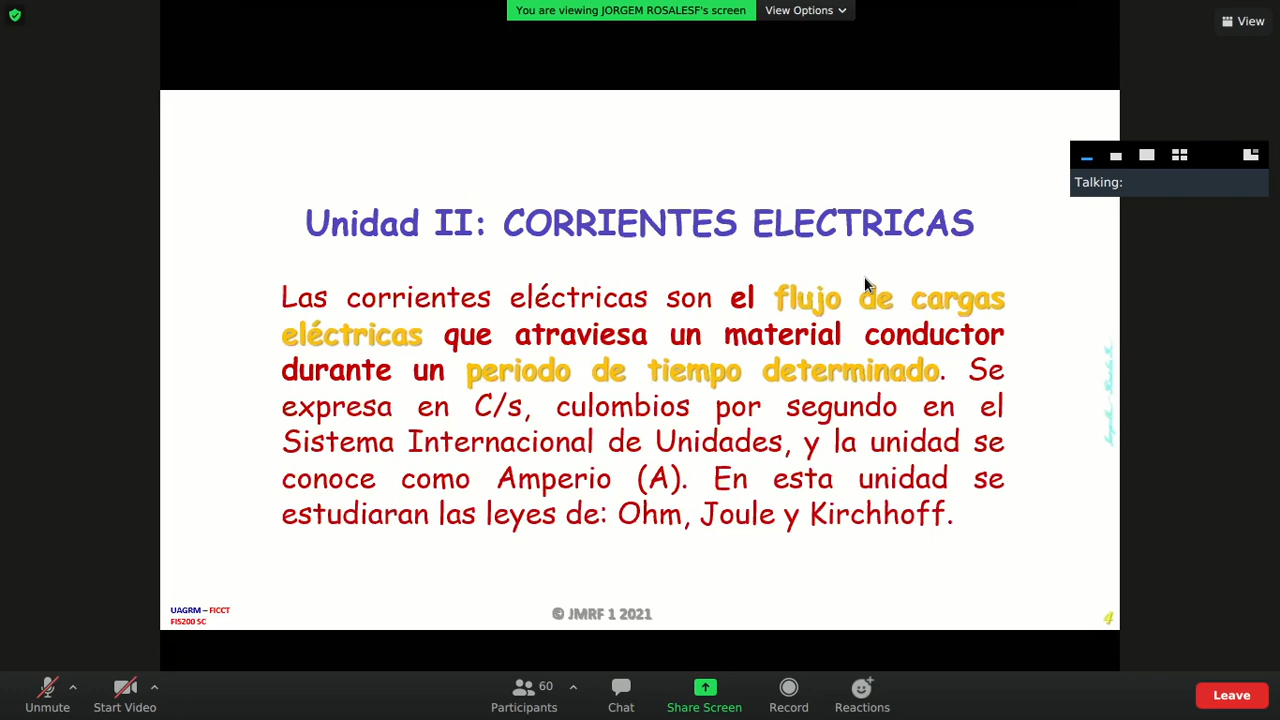 You are viewing JORGEM ROSALESF's screen
View Options
View
Talking:
Unidad II: CORRIENTES ELECTRICAS
Las corrientes eléctricas son el flujo de cargas
eléctricas que atraviesa un material conductor
durante un periodo de tiempo determinado. Se
expresa en C/s, culombios por segundo en el
Sistema Internacional de Unidades, y la unidad se
conoce como Amperio (A). En esta unidad se
estudiaran las leyes de: Ohm, Joule y Kirchhoff.
UAGRM – FICCT
FIS200 SC
© JMRF 1 2021
4
Unmute
Start Video
60
Participants
Chat
Share Screen
Record
Reactions
Leave